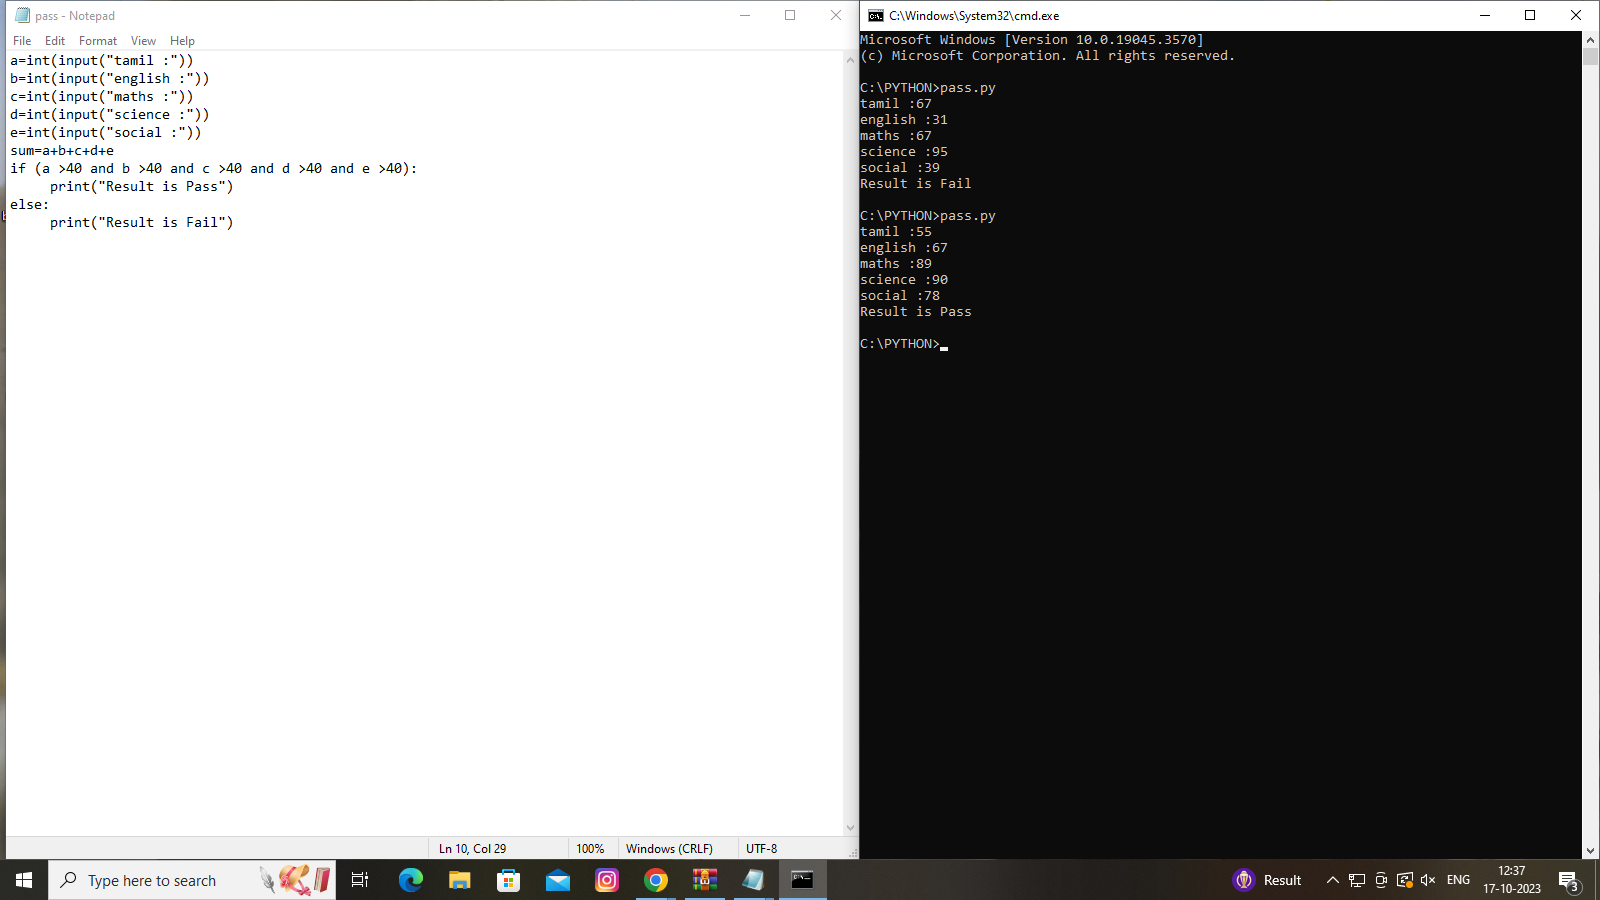 pass - Notepad
File Edit Format View Help
a=int(input("tamil :"))
b=int(input("english :"))
c=int(input("maths :"))
d=int(input("science :"))
e=int(input("social :"))
sum=a+b+c+d+e
if (a >40 and b >40 and c >40 and d >40 and e >40):
     print("Result is Pass")
else:
     print("Result is Fail")
Ln 10, Col 29 100% Windows (CRLF) UTF-8
C:\Windows\System32\cmd.exe
Microsoft Windows [Version 10.0.19045.3570]
(c) Microsoft Corporation. All rights reserved.
C:\PYTHON>pass.py
tamil :67
english :31
maths :67
science :95
social :39
Result is Fail
C:\PYTHON>pass.py
tamil :55
english :67
maths :89
science :90
social :78
Result is Pass
C:\PYTHON>
Type here to search
Result
ENG
12:37
17-10-2023
3